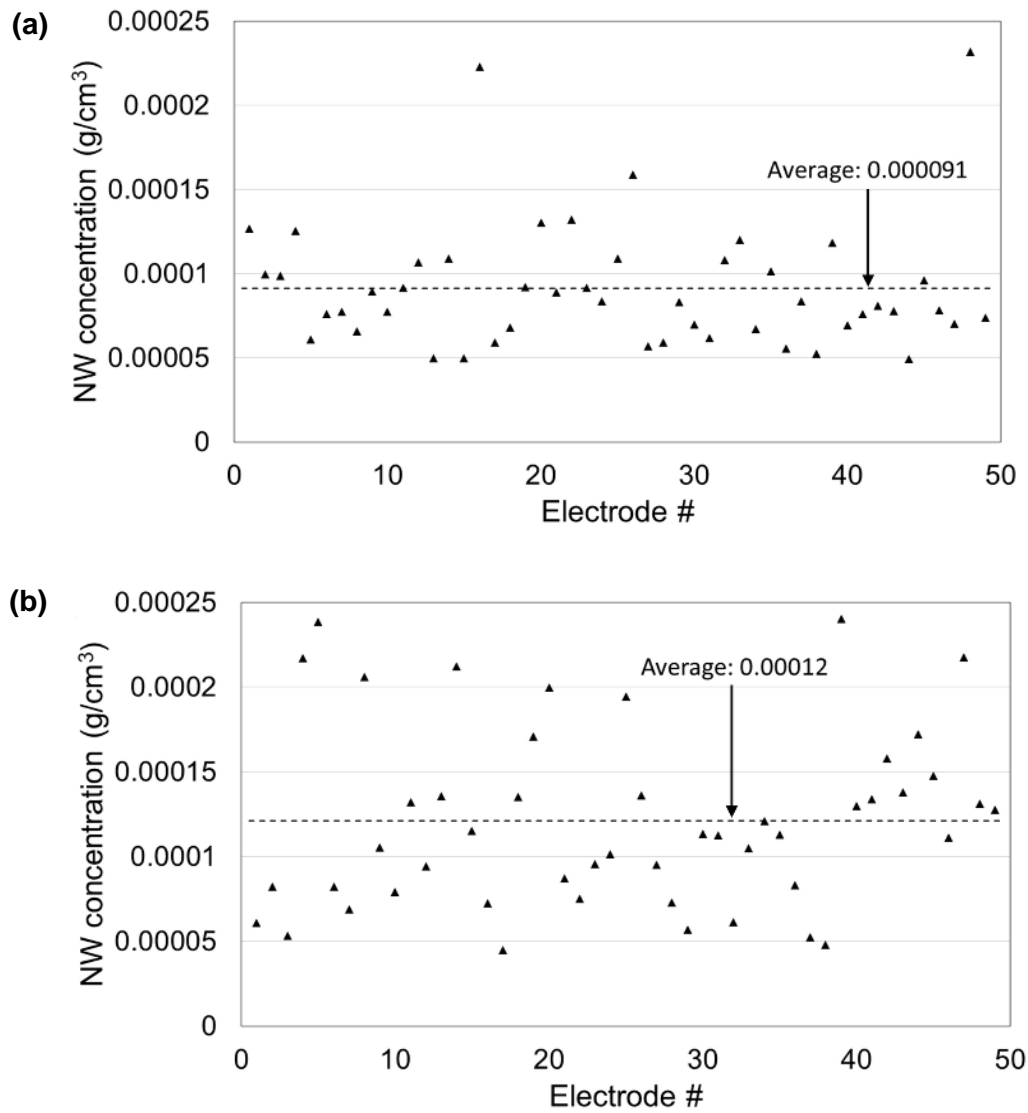 (a)
NW concentration (g/cm³)
0.00025
0.0002
0.00015
0.0001
0.00005
0
Average: 0.000091
0 10 20 30 40 50
Electrode #
(b)
NW concentration (g/cm³)
0.00025
0.0002
0.00015
0.0001
0.00005
0
Average: 0.00012
0 10 20 30 40 50
Electrode #